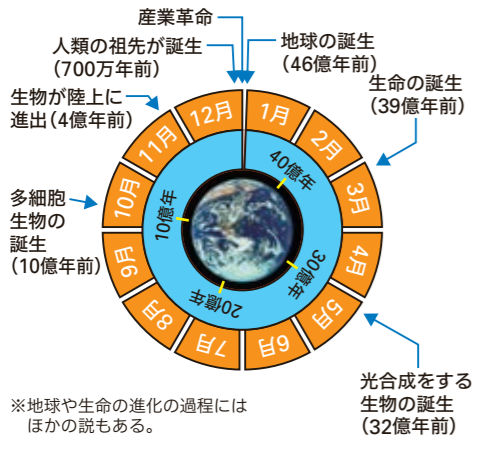 産業革命
人類の祖先が誕生
(700万年前)
地球の誕生
(46億年前)
生物が陸上に
進出(4億年前)
生命の誕生
(39億年前)
多細胞
生物の
誕生
(10億年前)
光合成をする
生物の誕生
(32億年前)
1月
2月
3月
4月
5月
6月
7月
8月
9月
10月
11月
12月
40億年
30億年
20億年
10億年
※地球や生命の進化の過程には
ほかの説もある。